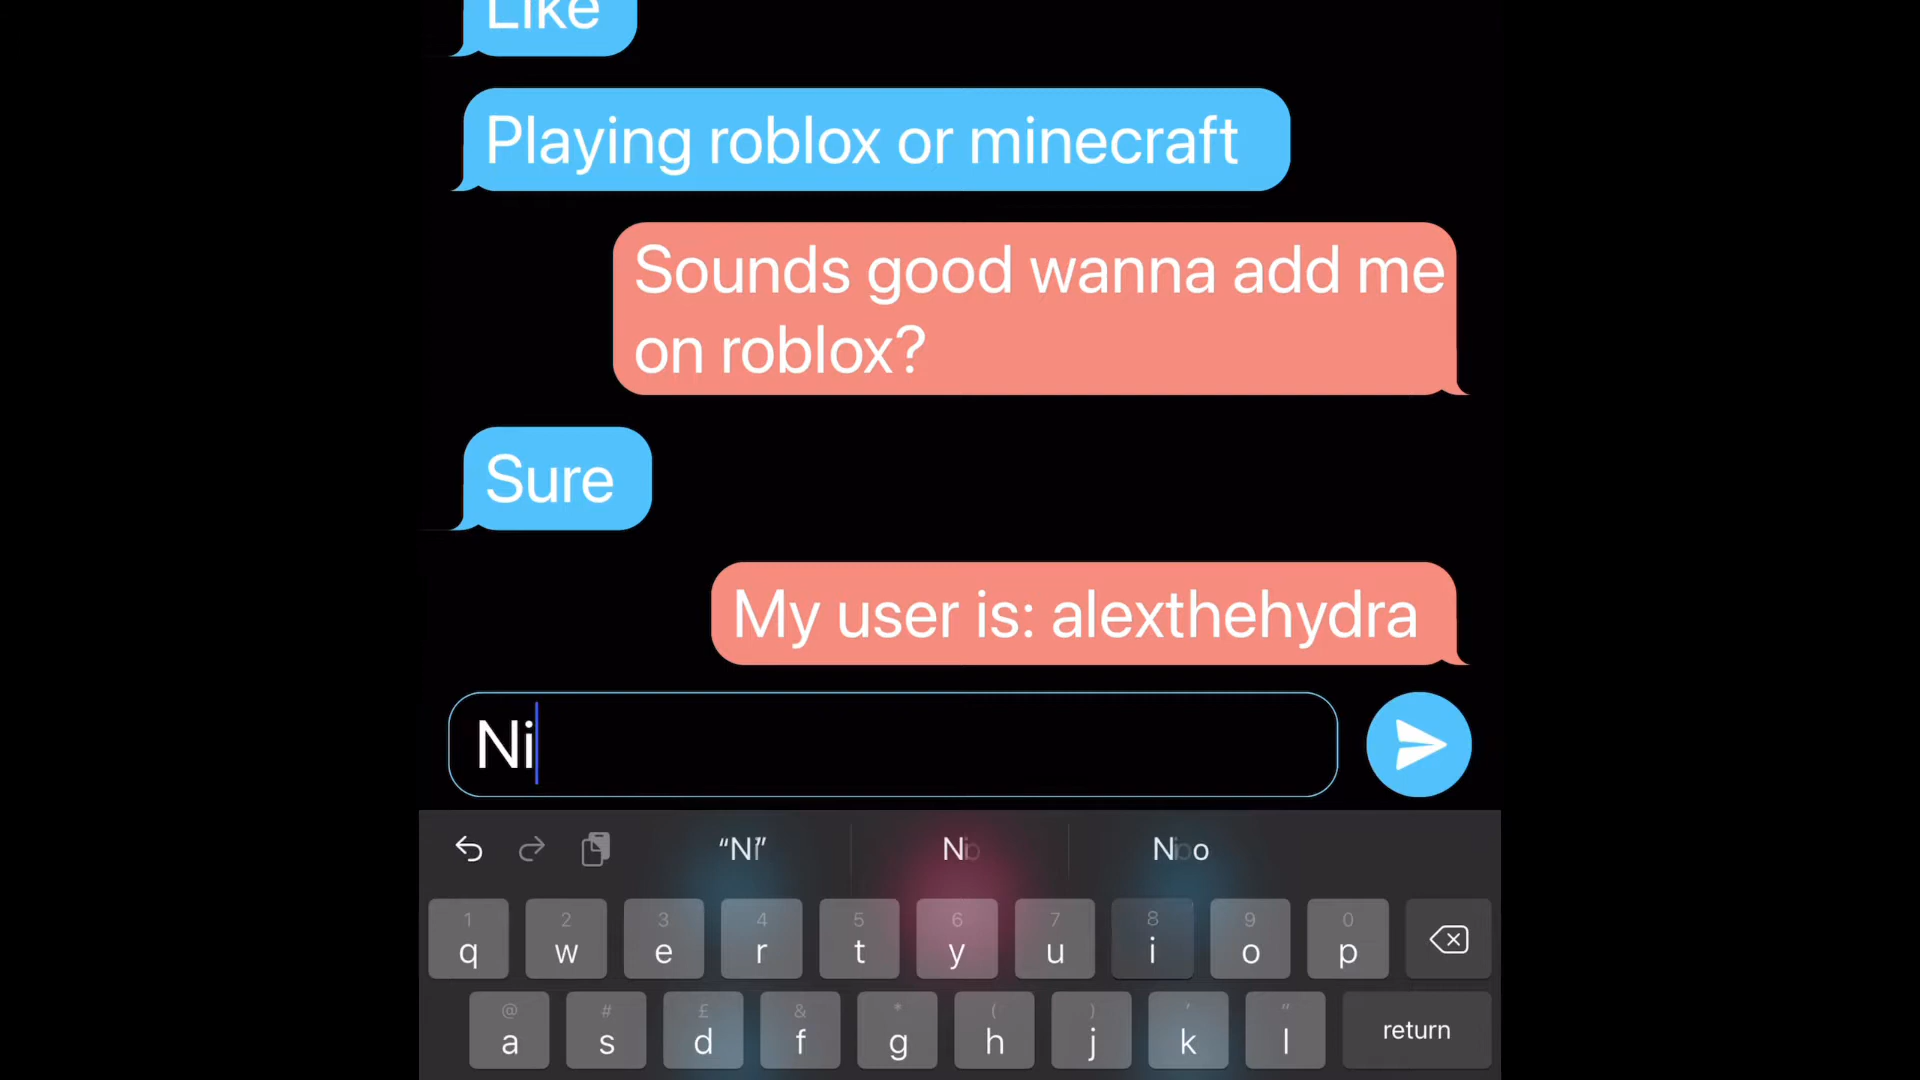 Like
Playing roblox or minecraft
Sounds good wanna add me
on roblox?
Sure
My user is: alexthehydra
Ni
“Ni”
1 2 3 4 5 6 7 8 9 0
q w e r t y u i o p
@ # £ & * ( ) ' "
a s d f g h j k l return